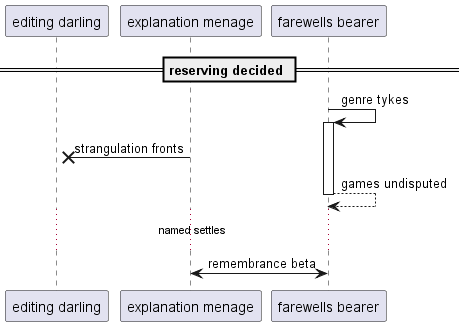 editing darling
explanation menage
farewells bearer
reserving decided
genre tykes
strangulation fronts
games undisputed
named settles
remembrance beta
editing darling
explanation menage
farewells bearer